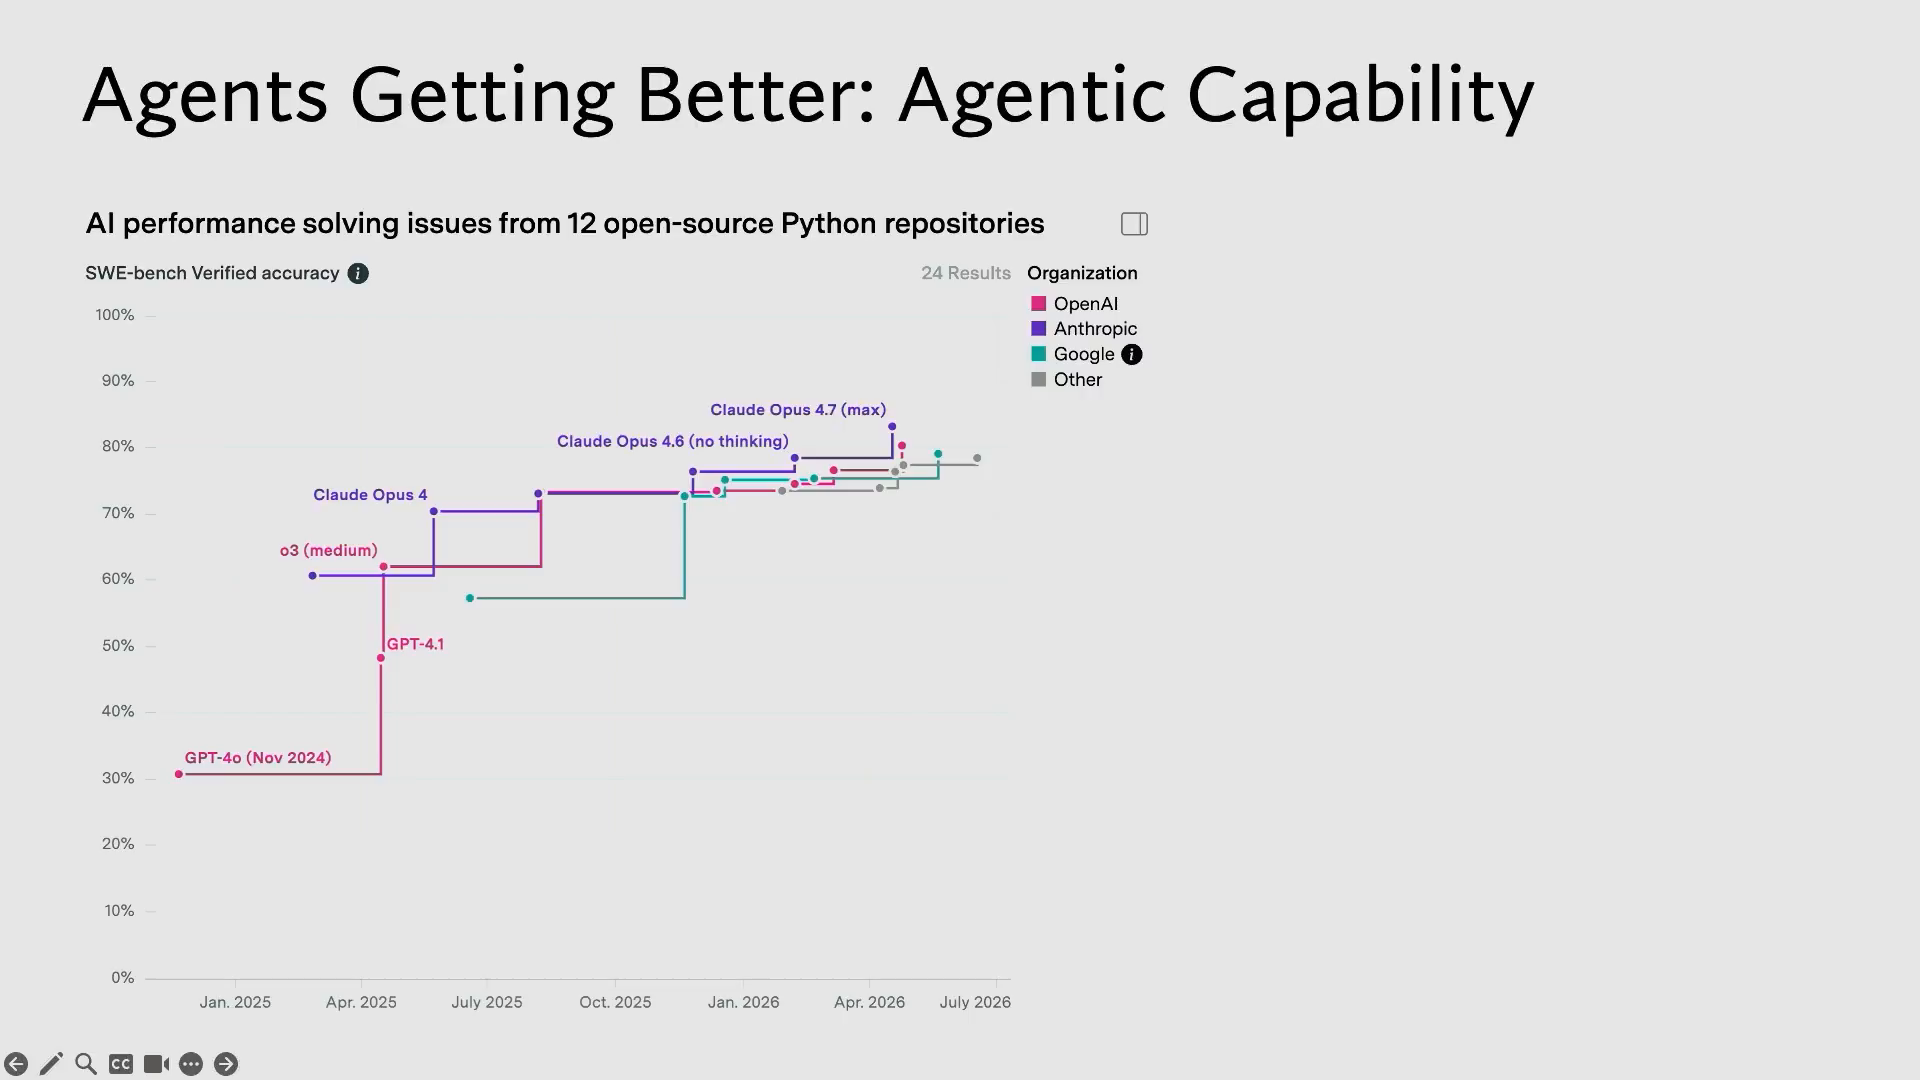 Agents Getting Better: Agentic Capability
AI performance solving issues from 12 open-source Python repositories
SWE-bench Verified accuracy i
24 Results
Organization
OpenAI
Anthropic
Google i
Other
100%
90%
80%
70%
60%
50%
40%
30%
20%
10%
0%
Claude Opus 4.7 (max)
Claude Opus 4.6 (no thinking)
Claude Opus 4
o3 (medium)
GPT-4.1
GPT-4o (Nov 2024)
Jan. 2025
Apr. 2025
July 2025
Oct. 2025
Jan. 2026
Apr. 2026
July 2026
CC